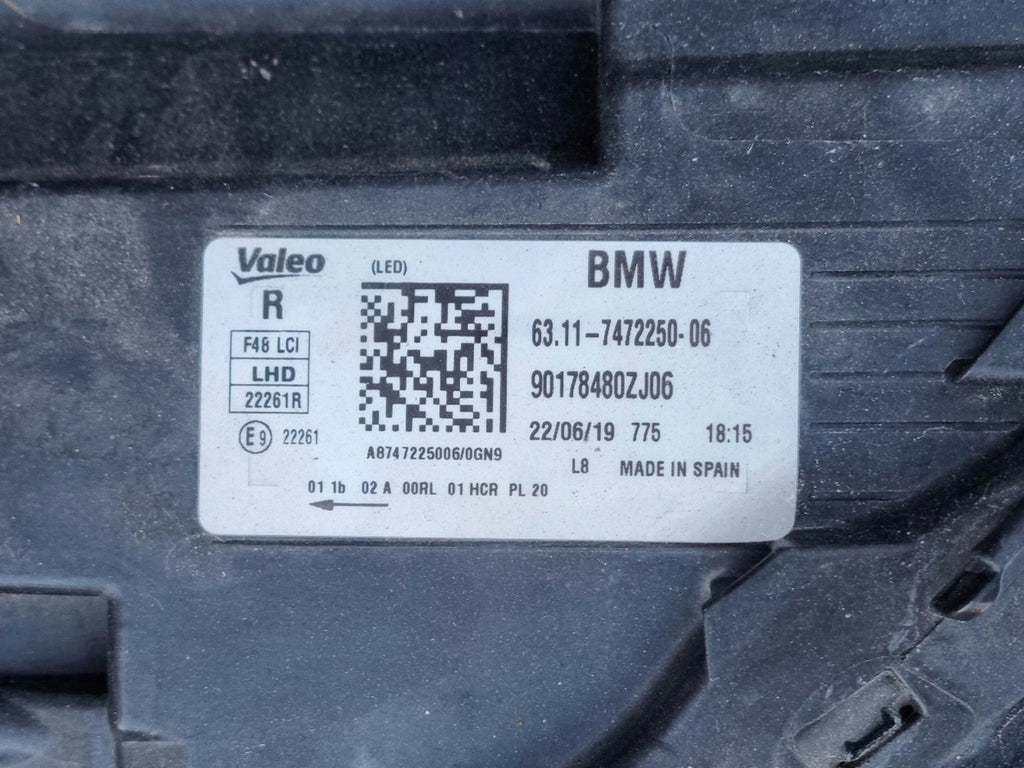 Valeo
(LED)
BMW
R
F48 LCI
LHD
22261R
E9 22261
63.11-7472250-06
90178480ZJ06
22/06/19 775 18:15
A8747225006/0GN9
L8 MADE IN SPAIN
01 1b 02 A 00RL 01 HCR PL 20